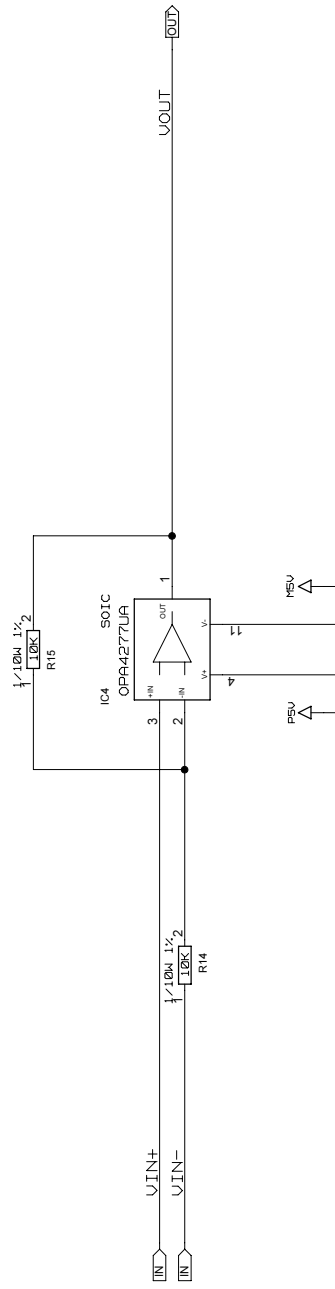 OUT
VOUT
1/10W 1%
1
10K
2
R15
SOIC
OPA4277UA
IC4
1
OUT
+IN
-IN
V+
V-
3
2
4
11
M5V
P5V
1/10W 1%
1
10K
2
R14
VIN+
VIN-
IN
IN